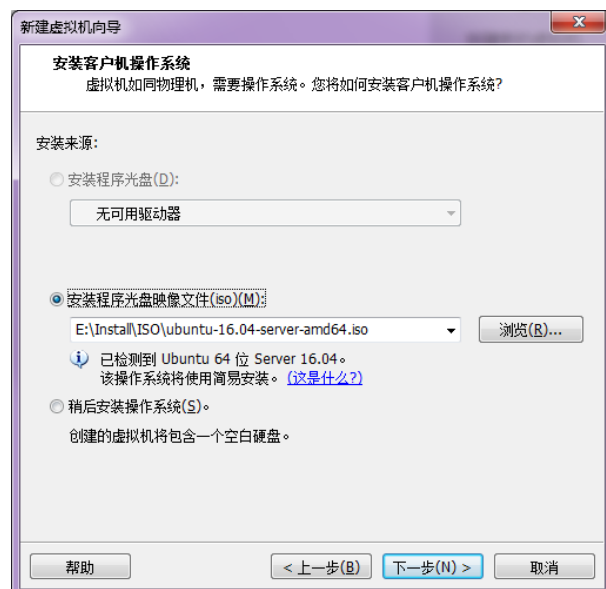 新建虚拟机向导
安装客户机操作系统
虚拟机如同物理机，需要操作系统。您将如何安装客户机操作系统?
安装来源:
安装程序光盘(D):
无可用驱动器
安装程序光盘映像文件(iso)(M):
E:\Install\ISO\ubuntu-16.04-server-amd64.iso
浏览(R)...
已检测到 Ubuntu 64 位 Server 16.04。
该操作系统将使用简易安装。 (这是什么?)
稍后安装操作系统(S)。
创建的虚拟机将包含一个空白硬盘。
帮助 < 上一步(B) 下一步(N) > 取消